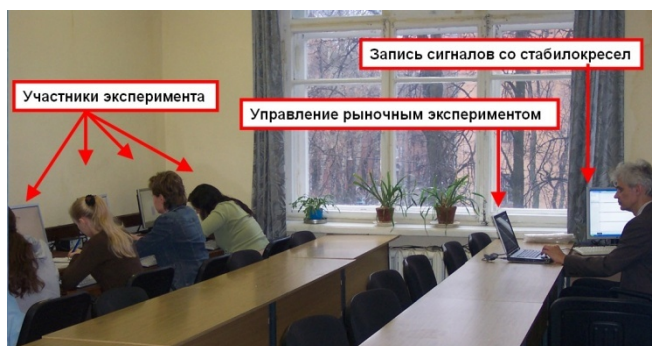 Запись сигналов со стабилокресел
Участники эксперимента
Управление рыночным экспериментом